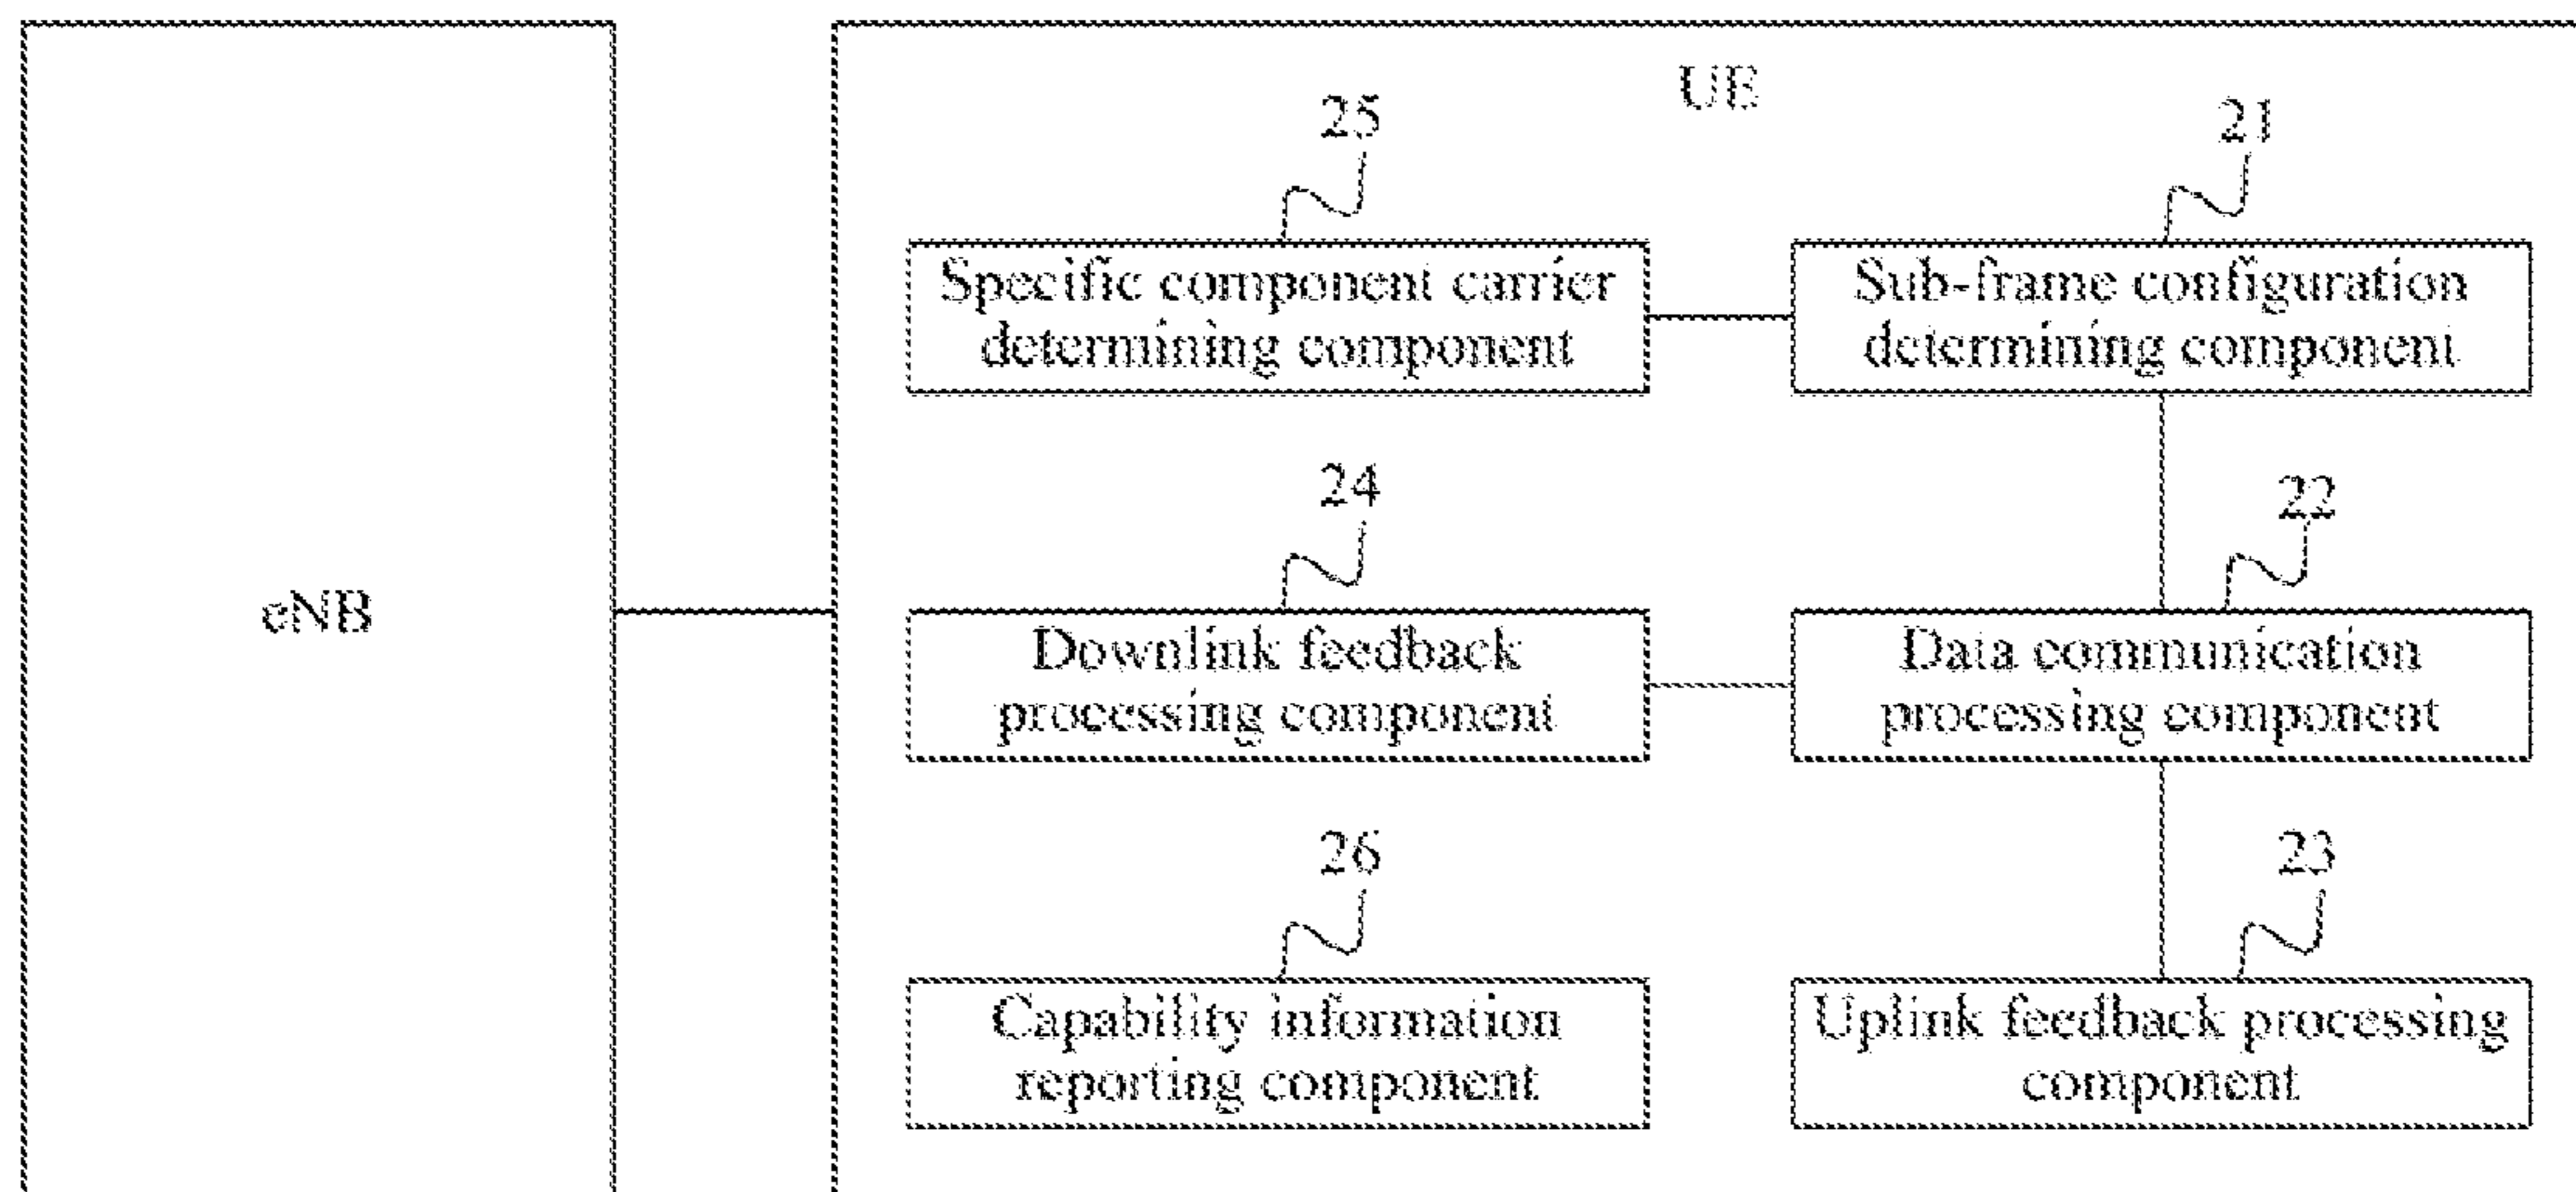 eNB
UE
25
Specific component carrier
determining component
21
Sub-frame configuration
determining component
24
Downlink feedback
processing component
22
Data communication
processing component
26
Capability information
reporting component
23
Uplink feedback processing
component